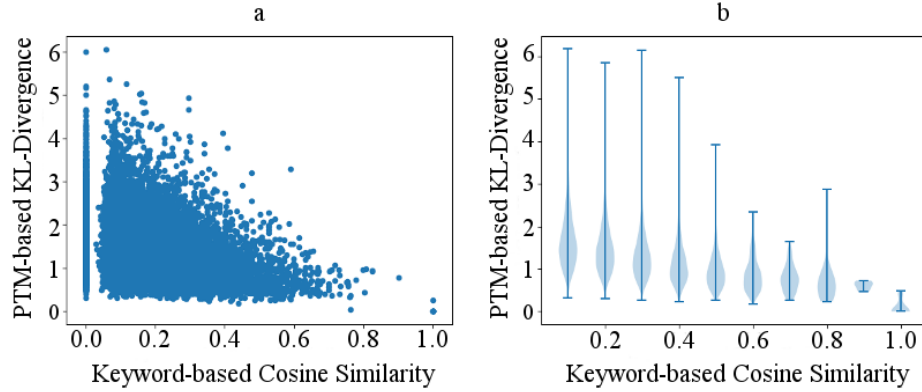 a
b
PTM-based KL-Divergence
6
5
4
3
2
1
0
0.0 0.2 0.4 0.6 0.8 1.0
Keyword-based Cosine Similarity
PTM-based KL-Divergence
6
5
4
3
2
1
0
0.2 0.4 0.6 0.8 1.0
Keyword-based Cosine Similarity